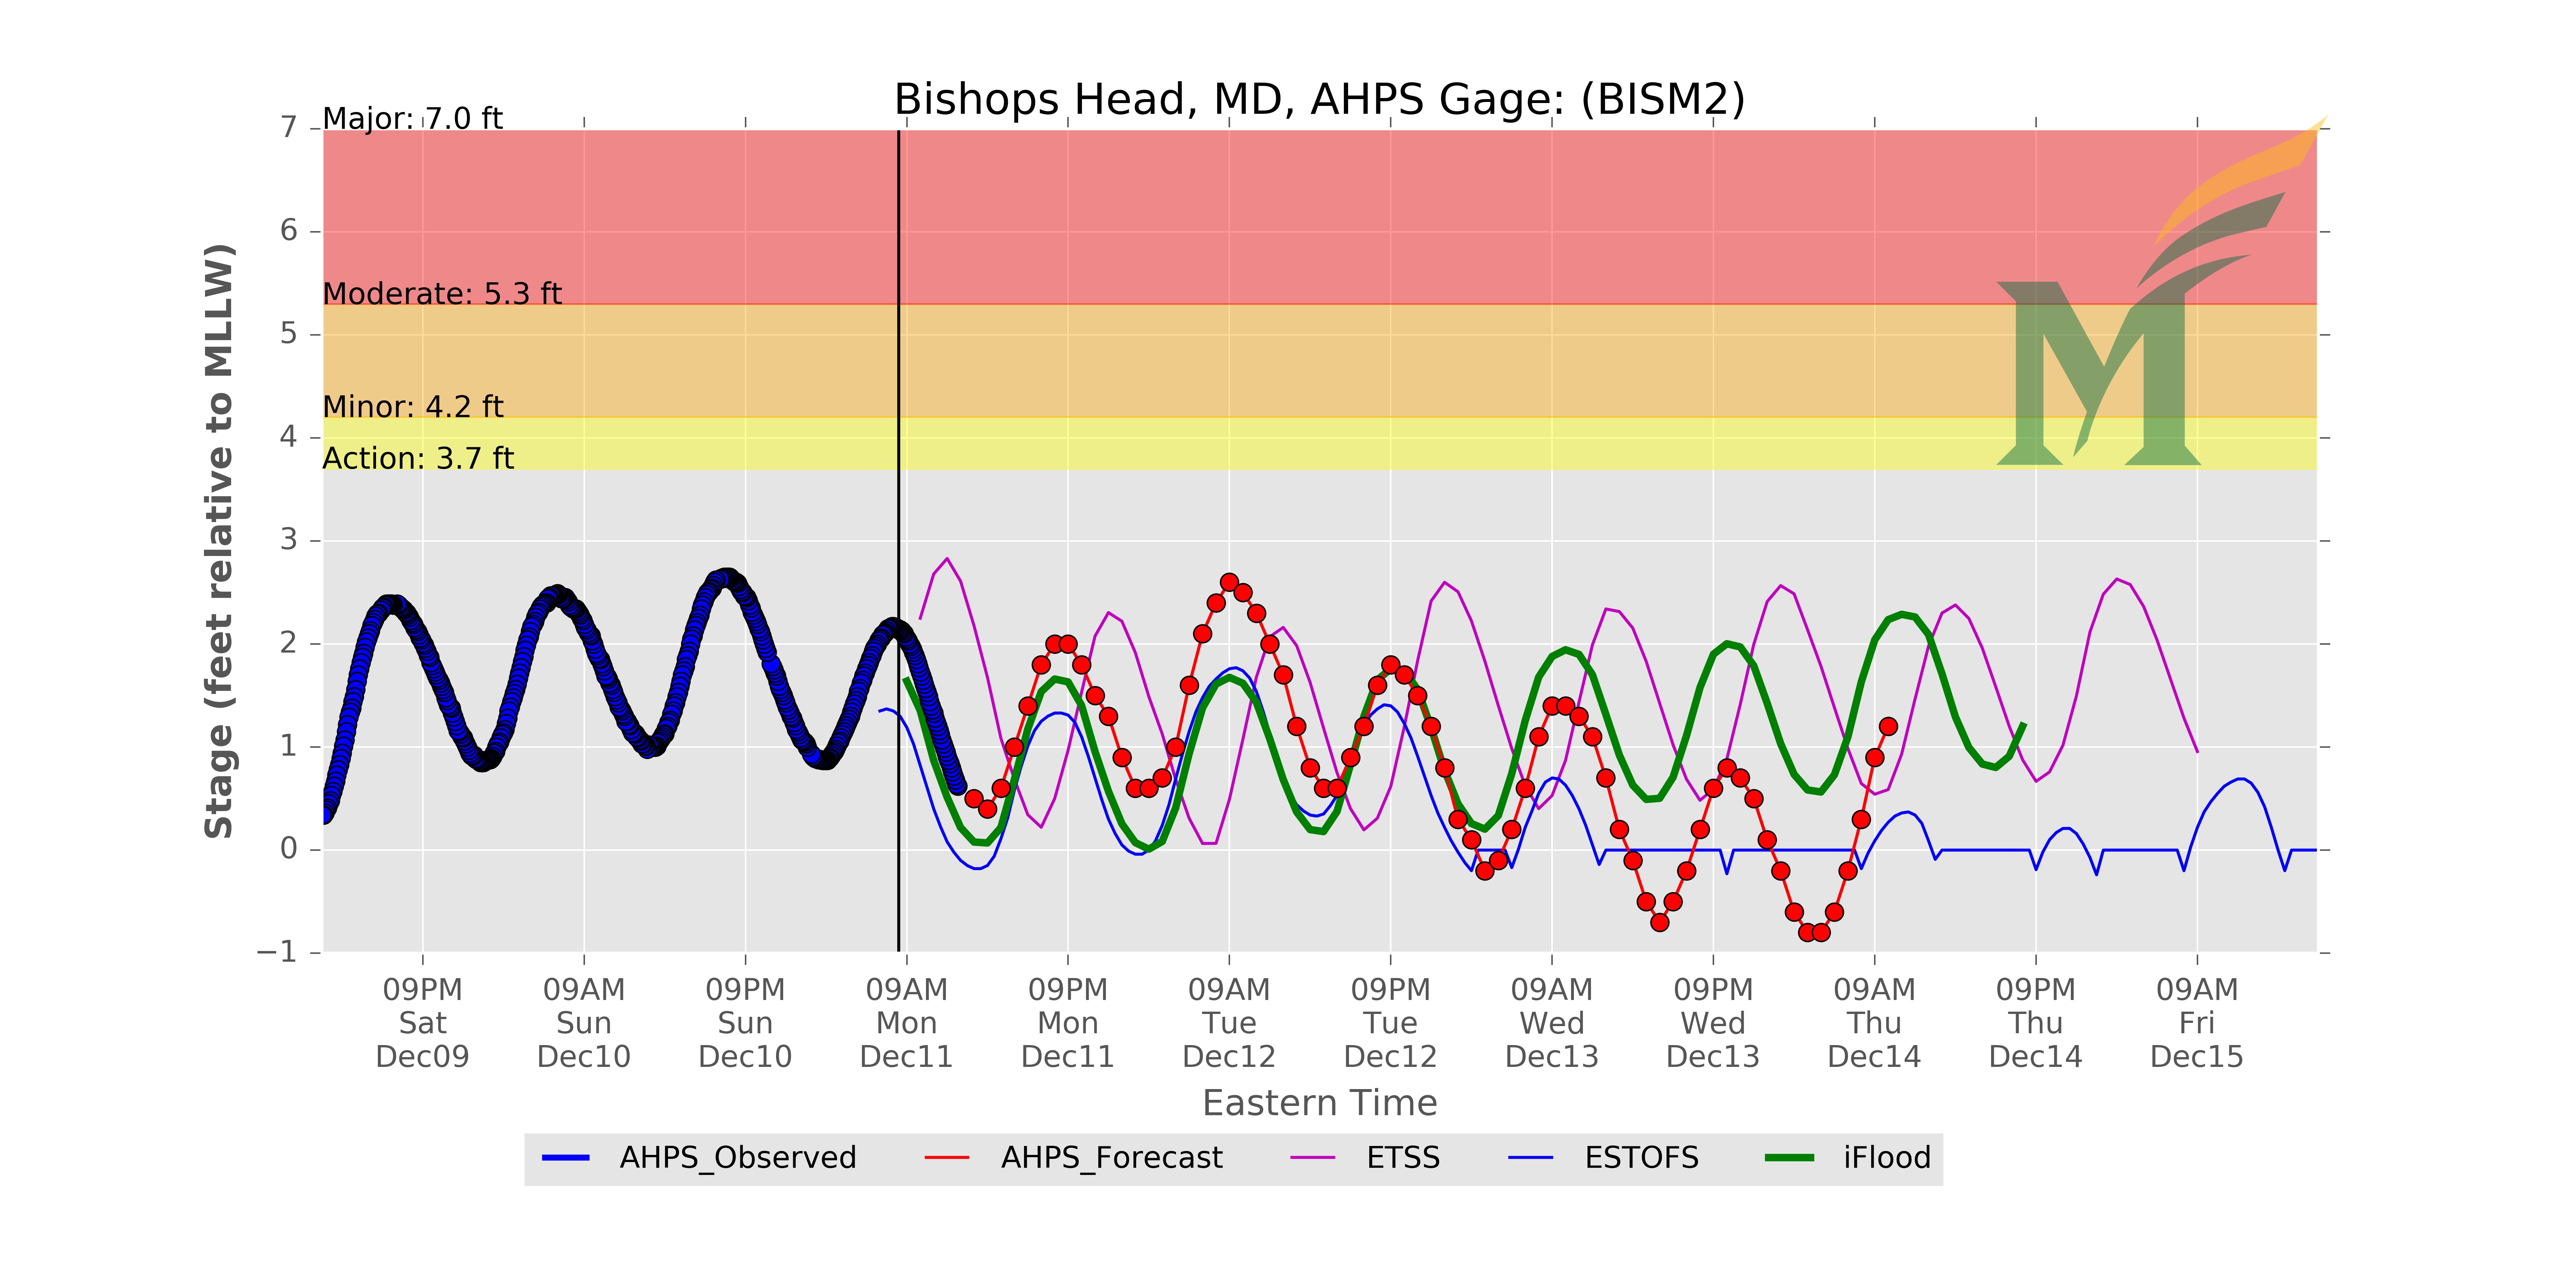 Bishops Head, MD, AHPS Gage: (BISM2)
Major: 7.0 ft
Moderate: 5.3 ft
Minor: 4.2 ft
Action: 3.7 ft
Stage (feet relative to MLLW)
7
6
5
4
3
2
1
0
−1
09PM Sat Dec09
09AM Sun Dec10
09PM Sun Dec10
09AM Mon Dec11
09PM Mon Dec11
09AM Tue Dec12
09PM Tue Dec12
09AM Wed Dec13
09PM Wed Dec13
09AM Thu Dec14
09PM Thu Dec14
09AM Fri Dec15
Eastern Time
AHPS_Observed
AHPS_Forecast
ETSS
ESTOFS
iFlood
M